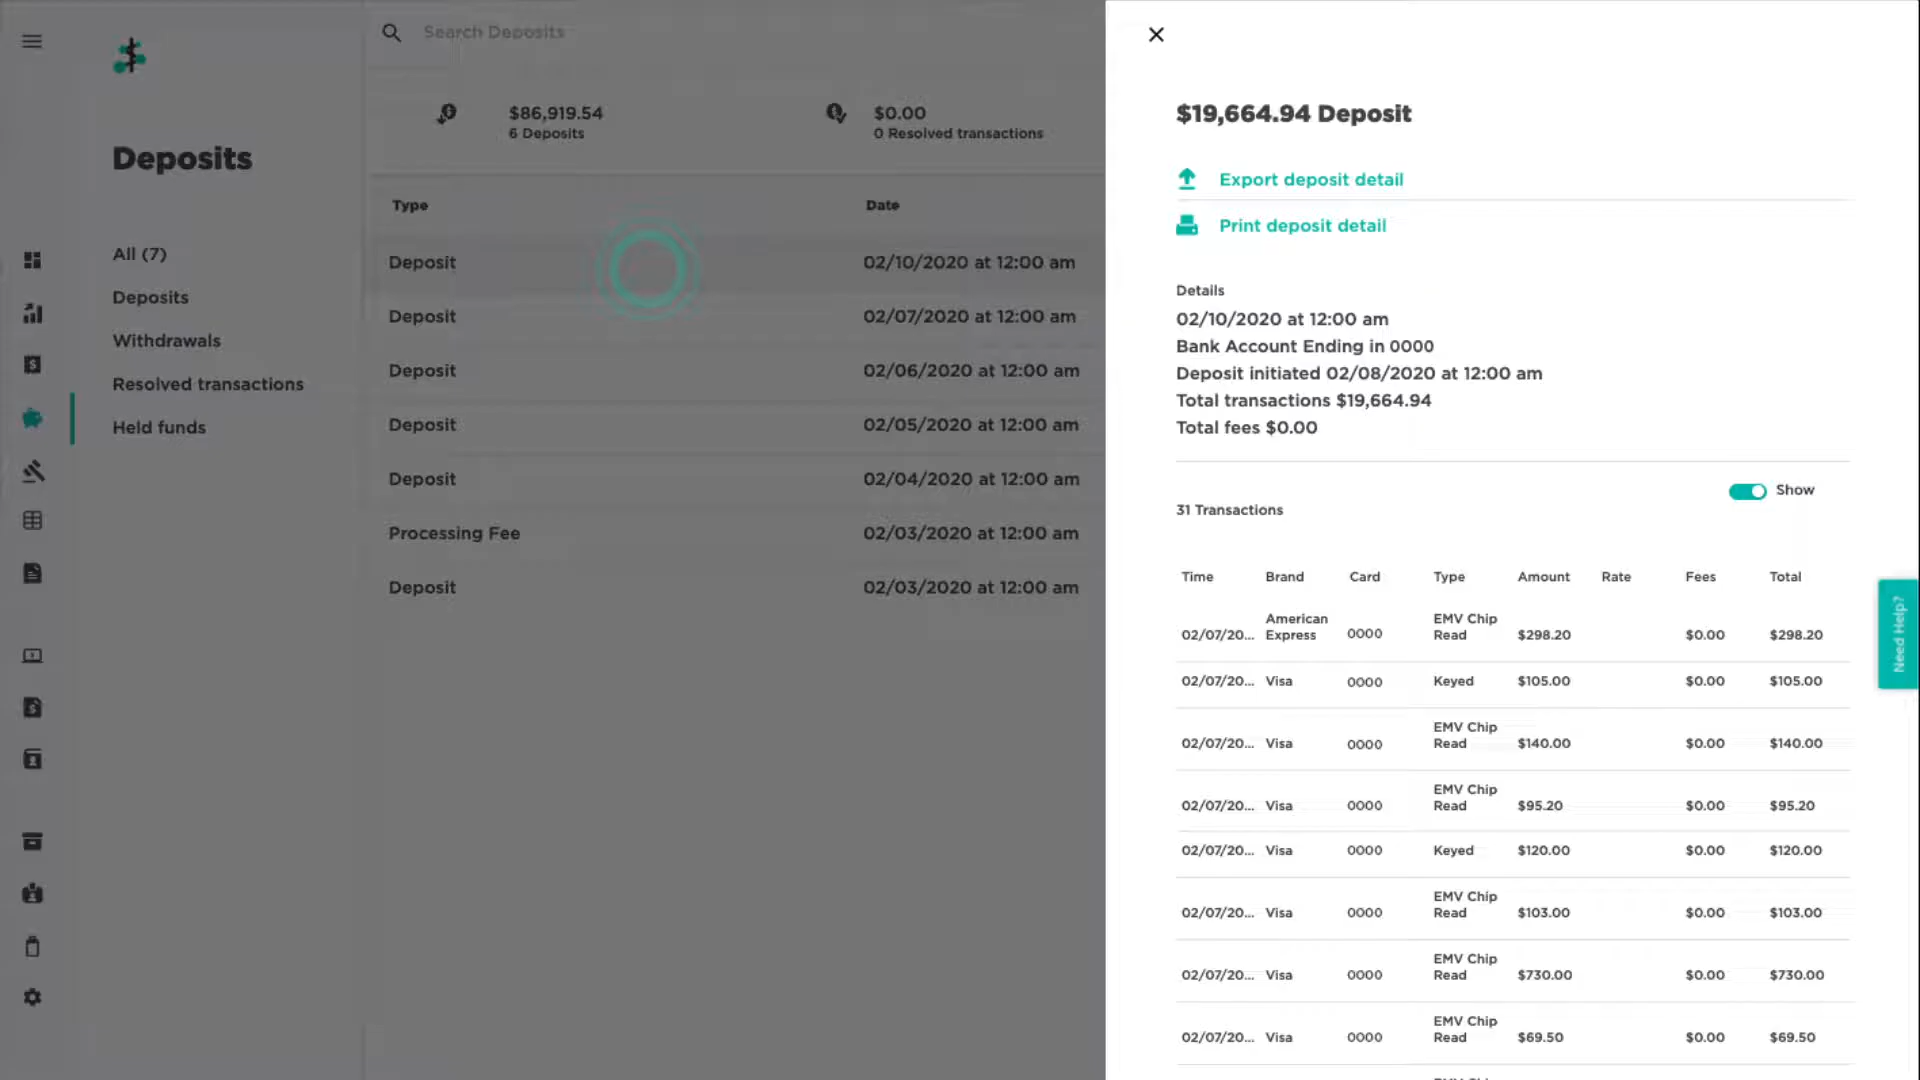 Search Deposits
$86,919.54
6 Deposits
$0.00
0 Resolved transactions
Deposits
All (7)
Deposits
Withdrawals
Resolved transactions
Held funds
Type Date
Deposit 02/10/2020 at 12:00 am
Deposit 02/07/2020 at 12:00 am
Deposit 02/06/2020 at 12:00 am
Deposit 02/05/2020 at 12:00 am
Deposit 02/04/2020 at 12:00 am
Processing Fee 02/03/2020 at 12:00 am
Deposit 02/03/2020 at 12:00 am
$19,664.94 Deposit
Export deposit detail
Print deposit detail
Details
02/10/2020 at 12:00 am
Bank Account Ending in 0000
Deposit initiated 02/08/2020 at 12:00 am
Total transactions $19,664.94
Total fees $0.00
Show
31 Transactions
Time Brand Card Type Amount Rate Fees Total
02/07/20... American Express 0000 EMV Chip Read $298.20 $0.00 $298.20
02/07/20... Visa 0000 Keyed $105.00 $0.00 $105.00
02/07/20... Visa 0000 EMV Chip Read $140.00 $0.00 $140.00
02/07/20... Visa 0000 EMV Chip Read $95.20 $0.00 $95.20
02/07/20... Visa 0000 Keyed $120.00 $0.00 $120.00
02/07/20... Visa 0000 EMV Chip Read $103.00 $0.00 $103.00
02/07/20... Visa 0000 EMV Chip Read $730.00 $0.00 $730.00
02/07/20... Visa 0000 EMV Chip Read $69.50 $0.00 $69.50
Need Help?